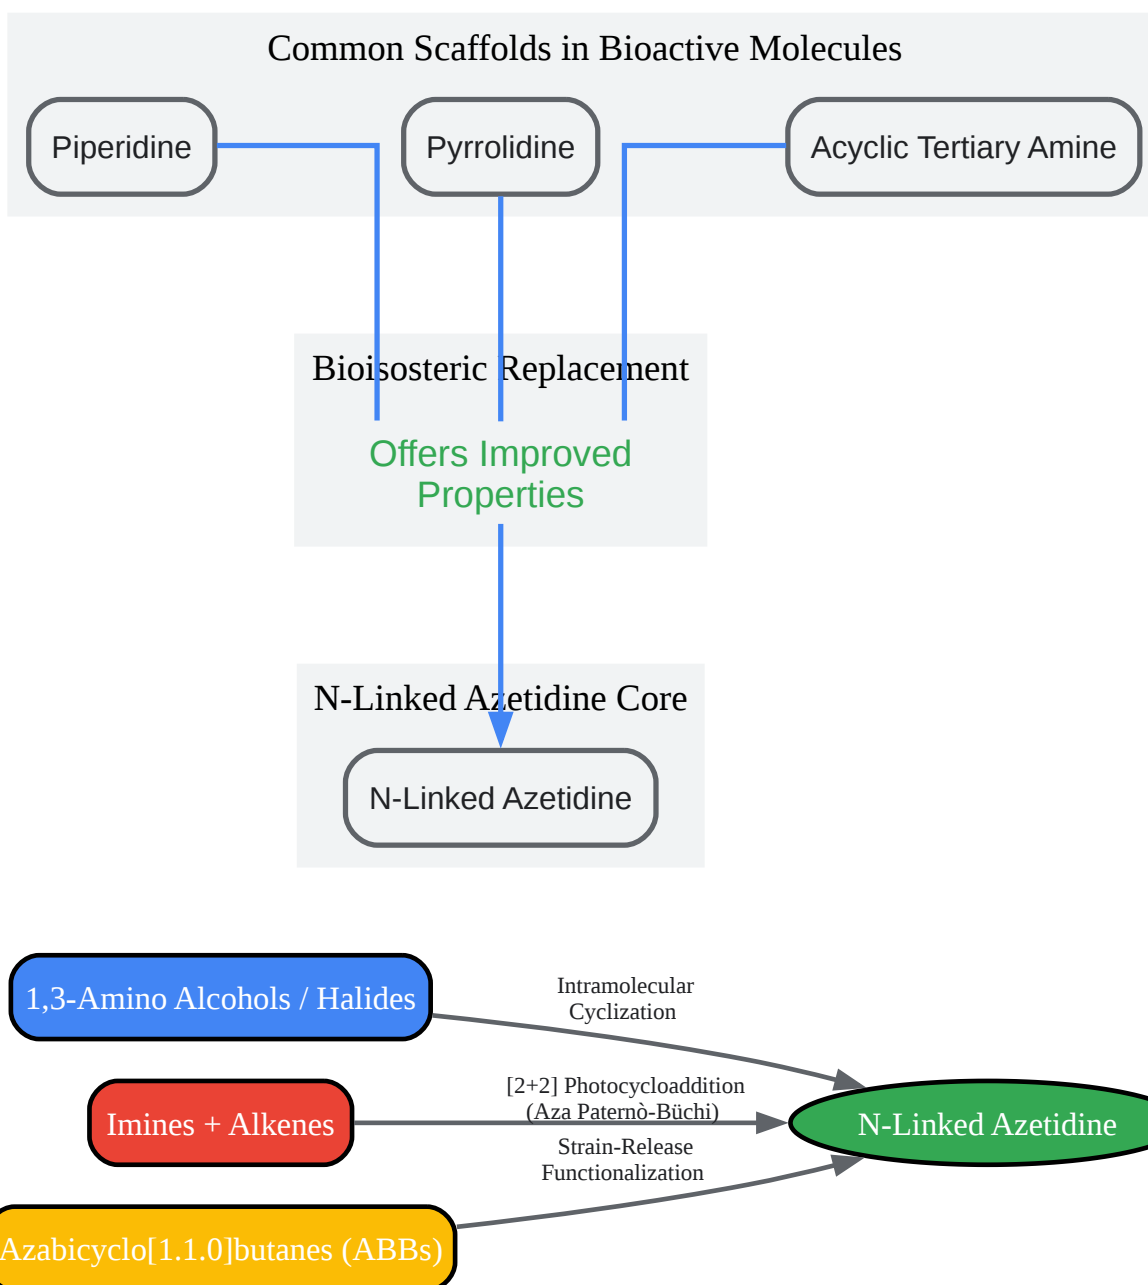 Common Scaffolds in Bioactive Molecules
Piperidine
Pyrrolidine
Acyclic Tertiary Amine
Bioisosteric Replacement
Offers Improved
Properties
N-Linked Azetidine Core
N-Linked Azetidine
1,3-Amino Alcohols / Halides
Intramolecular
Cyclization
Imines + Alkenes
[2+2] Photocycloaddition
(Aza Paternò-Büchi)
N-Linked Azetidine
Strain-Release
Functionalization
Azabicyclo[1.1.0]butanes (ABBs)